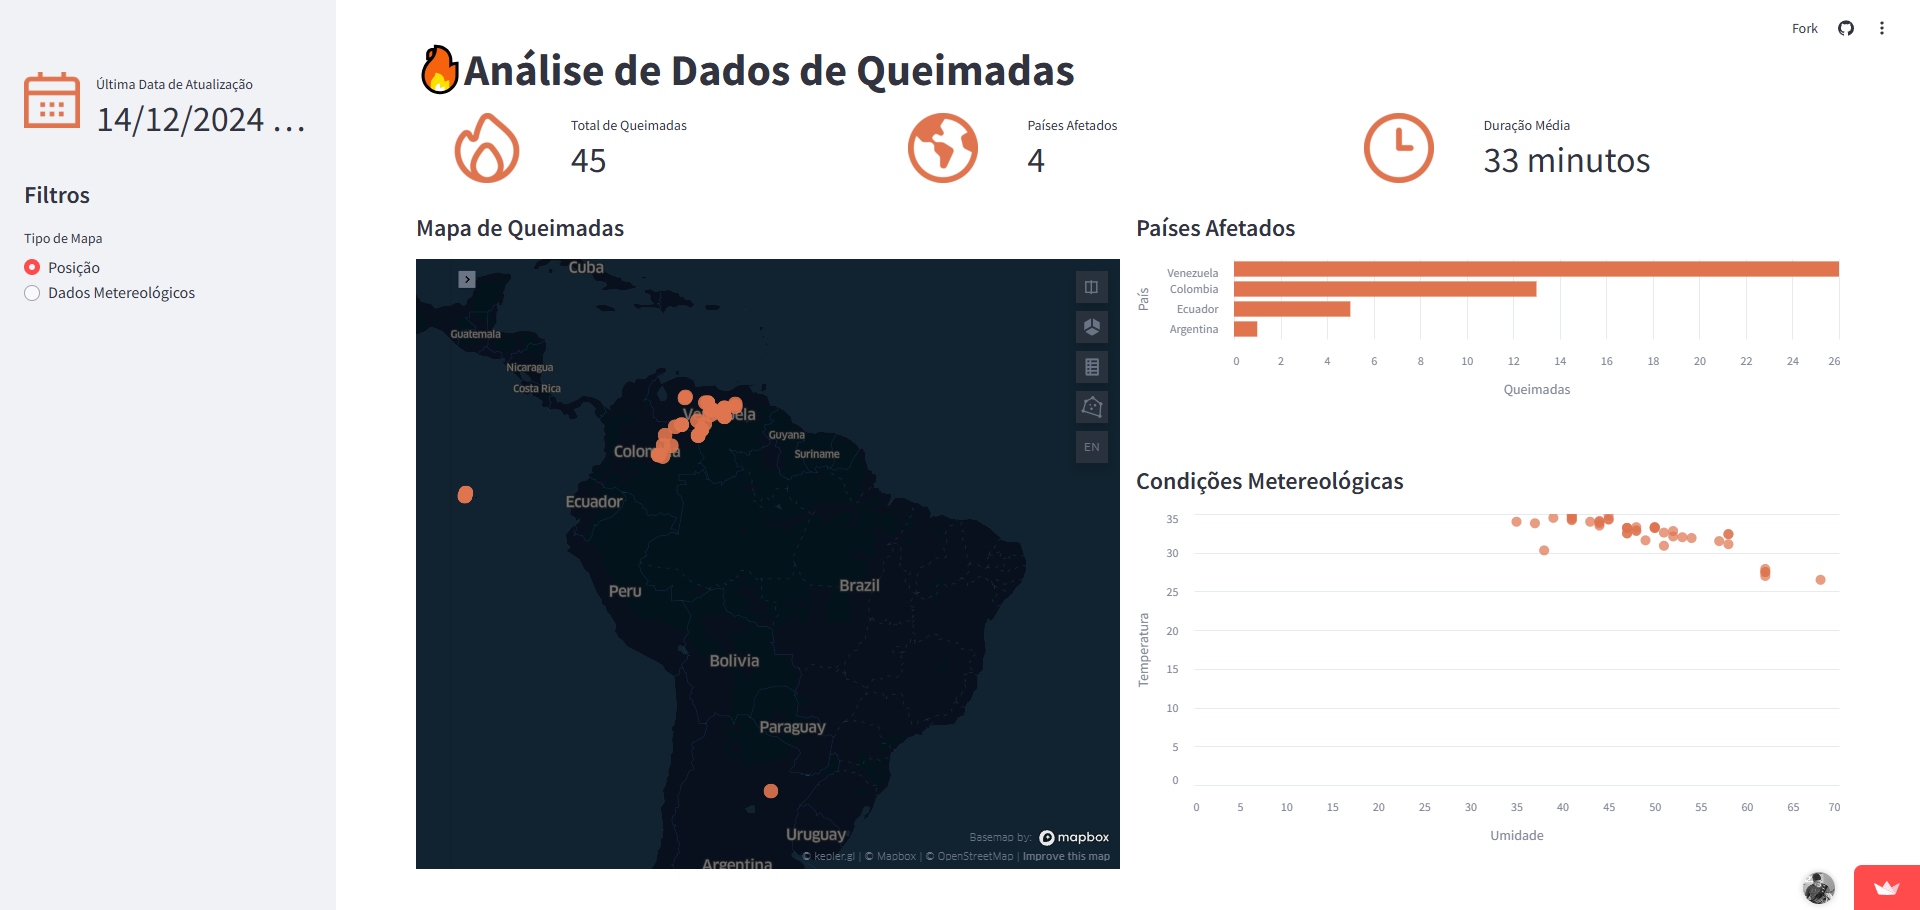 Fork
Última Data de Atualização
14/12/2024 ...
Filtros
Tipo de Mapa
Posição
Dados Metereológicos
Análise de Dados de Queimadas
Total de Queimadas
45
Países Afetados
4
Duração Média
33 minutos
Mapa de Queimadas
Cuba
Guatemala
Nicaragua
Costa Rica
Guyana
Suriname
Ecuador
Peru
Brazil
Bolivia
Paraguay
Uruguay
Argentina
EN
Basemap by: mapbox
© kepler.gl | © Mapbox | © OpenStreetMap | Improve this map
Países Afetados
País
Venezuela
Colombia
Ecuador
Argentina
0 2 4 6 8 10 12 14 16 18 20 22 24 26
Queimadas
Condições Metereológicas
Temperatura
35
30
25
20
15
10
5
0
0 5 10 15 20 25 30 35 40 45 50 55 60 65 70
Umidade